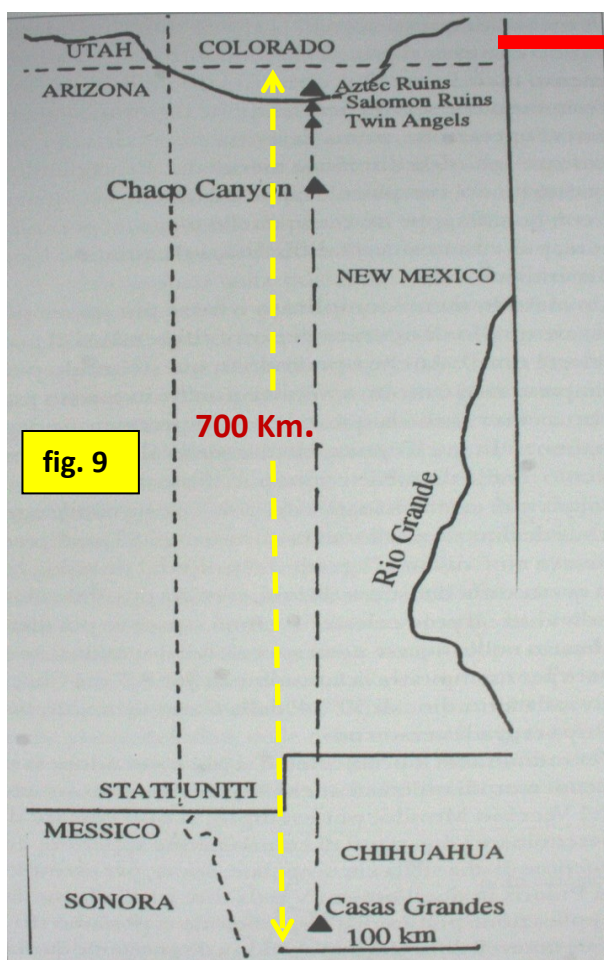 UTAH
COLORADO
ARIZONA
Aztec Ruins
Salomon Ruins
Twin Angels
Chaco Canyon
NEW MEXICO
700 Km.
fig. 9
Rio Grande
STATI UNITI
MESSICO
CHIHUAHUA
SONORA
Casas Grandes
100 km